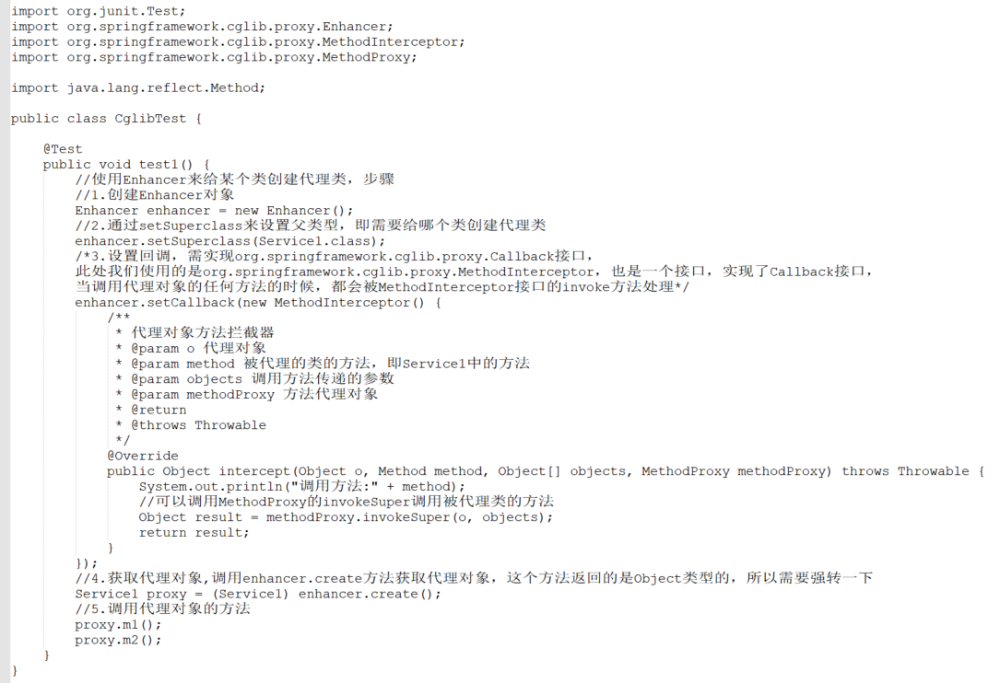 import org.junit.Test;
import org.springframework.cglib.proxy.Enhancer;
import org.springframework.cglib.proxy.MethodInterceptor;
import org.springframework.cglib.proxy.MethodProxy;

import java.lang.reflect.Method;

public class CglibTest {

    @Test
    public void test1() {
        //使用Enhancer来给某个类创建代理类，步骤
        //1.创建Enhancer对象
        Enhancer enhancer = new Enhancer();
        //2.通过setSuperclass来设置父类型，即需要给哪个类创建代理类
        enhancer.setSuperclass(Service1.class);
        /*3.设置回调，需实现org.springframework.cglib.proxy.Callback接口，
        此处我们使用的是org.springframework.cglib.proxy.MethodInterceptor，也是一个接口，实现了Callback接口，
        当调用代理对象的任何方法的时候，都会被MethodInterceptor接口的invoke方法处理*/
        enhancer.setCallback(new MethodInterceptor() {
            /**
             * 代理对象方法拦截器
             * @param o 代理对象
             * @param method 被代理的类的方法，即Service1中的方法
             * @param objects 调用方法传递的参数
             * @param methodProxy 方法代理对象
             * @return
             * @throws Throwable
             */
            @Override
            public Object intercept(Object o, Method method, Object[] objects, MethodProxy methodProxy) throws Throwable {
                System.out.println("调用方法:" + method);
                //可以调用MethodProxy的invokeSuper调用被代理类的方法
                Object result = methodProxy.invokeSuper(o, objects);
                return result;
            }
        });
        //4.获取代理对象,调用enhancer.create方法获取代理对象，这个方法返回的是Object类型的，所以需要强转一下
        Service1 proxy = (Service1) enhancer.create();
        //5.调用代理对象的方法
        proxy.m1();
        proxy.m2();
    }
}